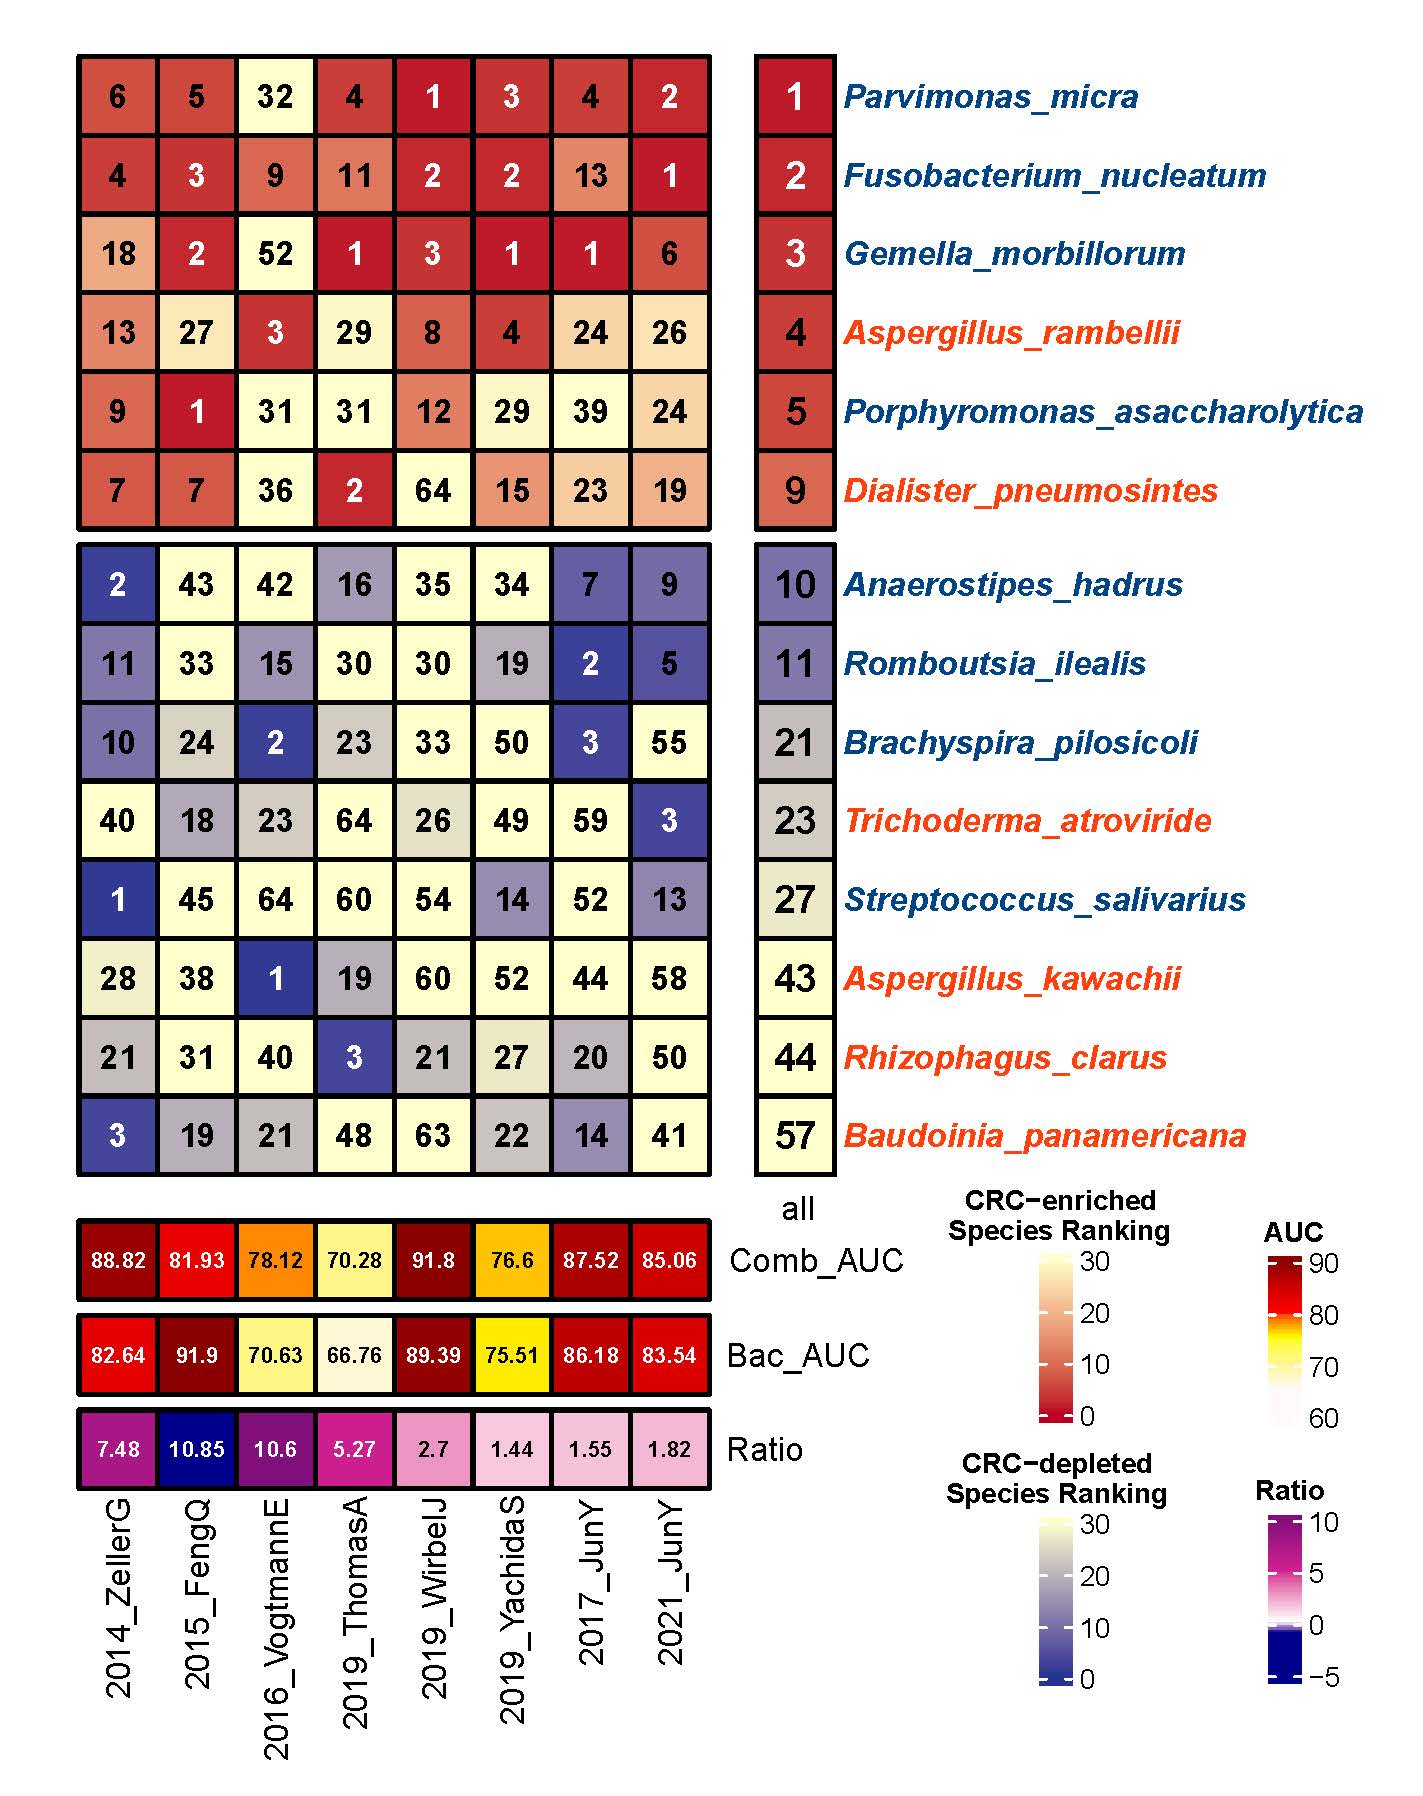 6 5 32 4 1 3 4 2 1 Parvimonas_micra
4 3 9 11 2 2 13 1 2 Fusobacterium_nucleatum
18 2 52 1 3 1 1 6 3 Gemella_morbillorum
13 27 3 29 8 4 24 26 4 Aspergillus_rambellii
9 1 31 31 12 29 39 24 5 Porphyromonas_asaccharolytica
7 7 36 2 64 15 23 19 9 Dialister_pneumosintes
2 43 42 16 35 34 7 9 10 Anaerostipes_hadrus
11 33 15 30 30 19 2 5 11 Romboutsia_ilealis
10 24 2 23 33 50 3 55 21 Brachyspira_pilosicoli
40 18 23 64 26 49 59 3 23 Trichoderma_atroviride
1 45 64 60 54 14 52 13 27 Streptococcus_salivarius
28 38 1 19 60 52 44 58 43 Aspergillus_kawachii
21 31 40 3 21 27 20 50 44 Rhizophagus_clarus
3 19 21 48 63 22 14 41 57 Baudoinia_panamericana
all
88.82 81.93 78.12 70.28 91.8 76.6 87.52 85.06 Comb_AUC
82.64 91.9 70.63 66.76 89.39 75.51 86.18 83.54 Bac_AUC
7.48 10.85 10.6 5.27 2.7 1.44 1.55 1.82 Ratio
2014_ZellerG
2015_FengQ
2016_VogtmannE
2019_ThomasA
2019_WirbelJ
2019_YachidaS
2017_JunY
2021_JunY
CRC−enriched
Species Ranking
30
20
10
0
AUC
90
80
70
60
CRC−depleted
Species Ranking
30
20
10
0
Ratio
10
5
0
−5